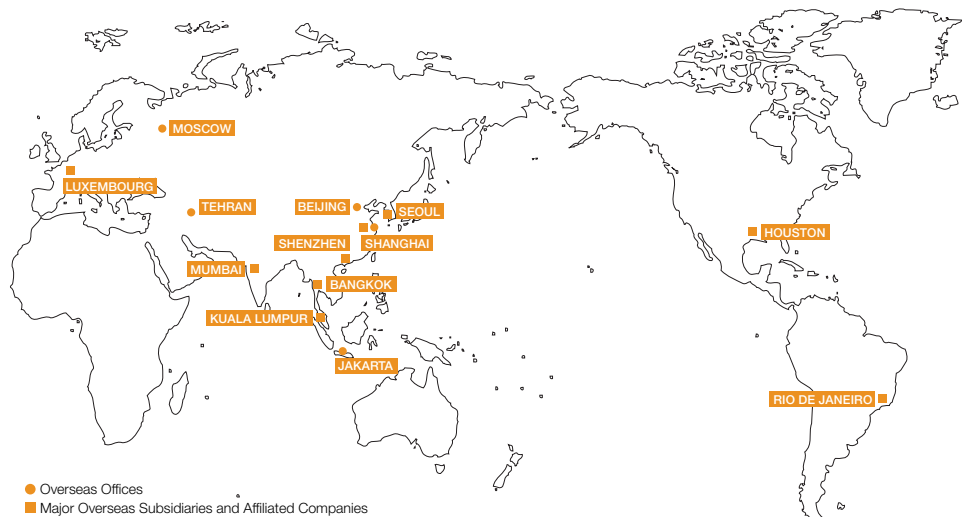 MOSCOW
LUXEMBOURG
TEHRAN
BEIJING
SEOUL
SHENZHEN
SHANGHAI
HOUSTON
MUMBAI
BANGKOK
KUALA LUMPUR
JAKARTA
RIO DE JANEIRO
Overseas Offices
Major Overseas Subsidiaries and Affiliated Companies